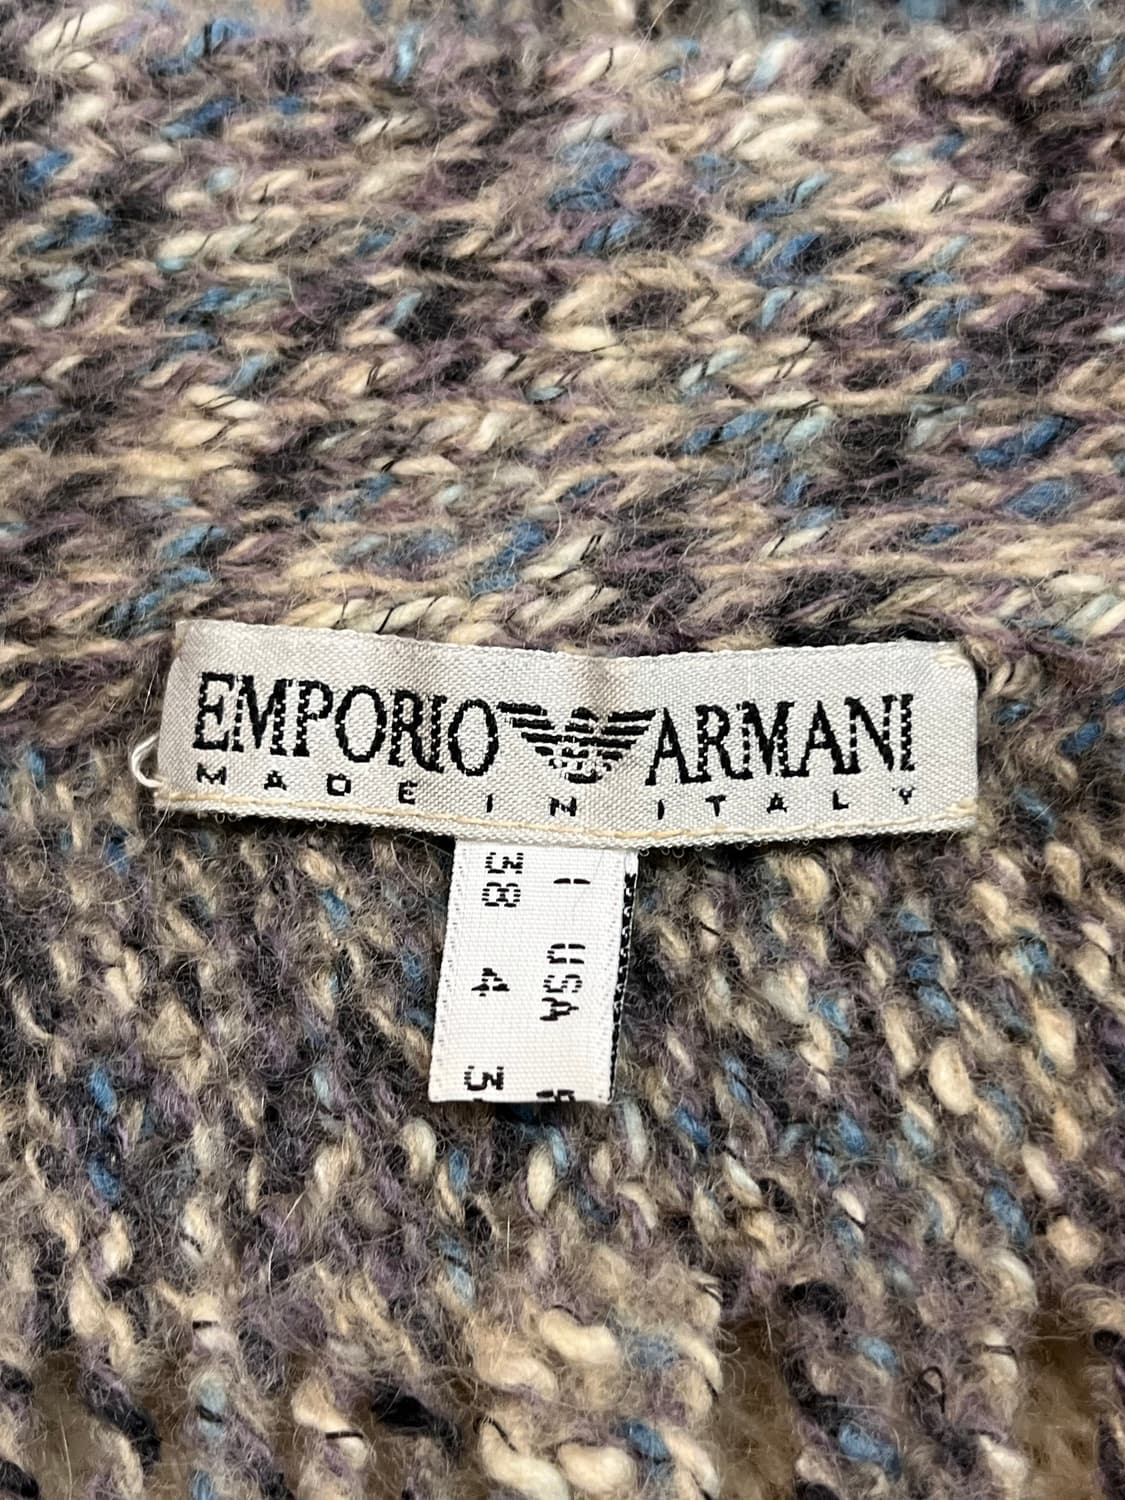 EMPORIO ARMANI
MADE IN ITALY
I USA
38 4